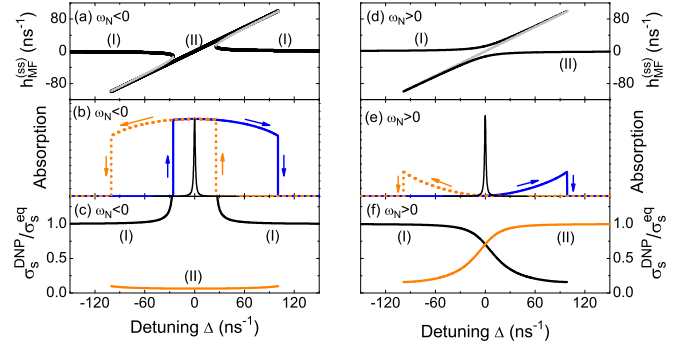 (a) ω_N<0
(I)
(II)
(I)
80
0
-80
h_MF^(ss) (ns⁻¹)
(d) ω_N>0
(I)
(II)
80
0
-80
h_MF^(ss) (ns⁻¹)
(b) ω_N<0
Absorption
(e) ω_N>0
Absorption
(c) ω_N<0
(I)
(I)
(II)
1.0
0.5
0.0
σ_s^DNP/σ_s^eq
(f) ω_N>0
(I)
(II)
1.0
0.5
0.0
σ_s^DNP/σ_s^eq
-120 -60 0 60 120
Detuning Δ (ns⁻¹)
-120 -60 0 60 120
Detuning Δ (ns⁻¹)